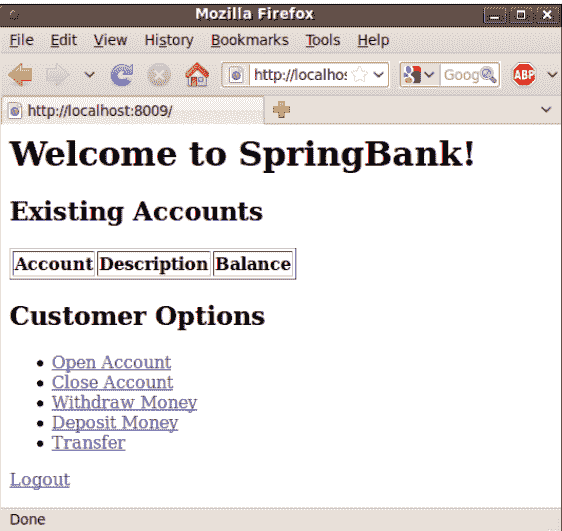 Mozilla Firefox
File Edit View History Bookmarks Tools Help
http://localhos Goog ABP
http://localhost:8009/
Welcome to SpringBank!
Existing Accounts
Account Description Balance
Customer Options
Open Account
Close Account
Withdraw Money
Deposit Money
Transfer
Logout
Done